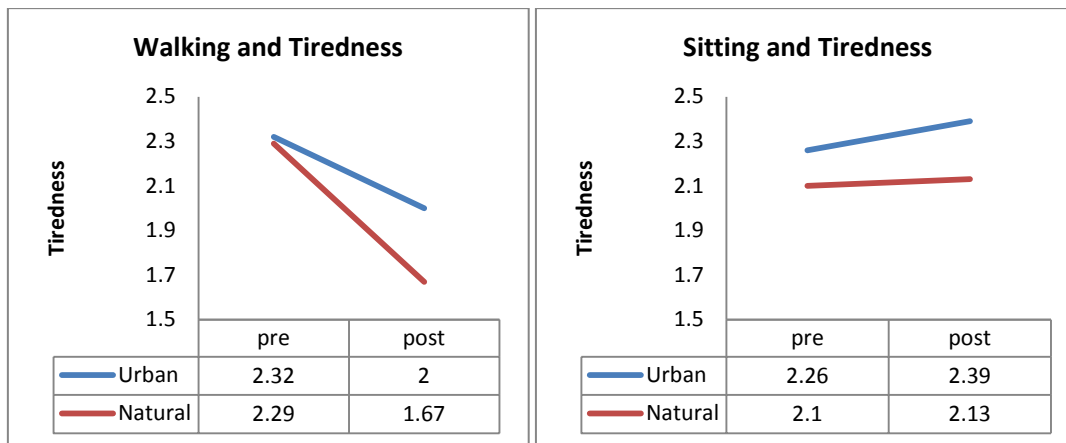 Walking and Tiredness
2.5
2.3
2.1
1.9
1.7
1.5
Tiredness
pre post
Urban 2.32 2
Natural 2.29 1.67
Sitting and Tiredness
2.5
2.3
2.1
1.9
1.7
1.5
Tiredness
pre post
Urban 2.26 2.39
Natural 2.1 2.13